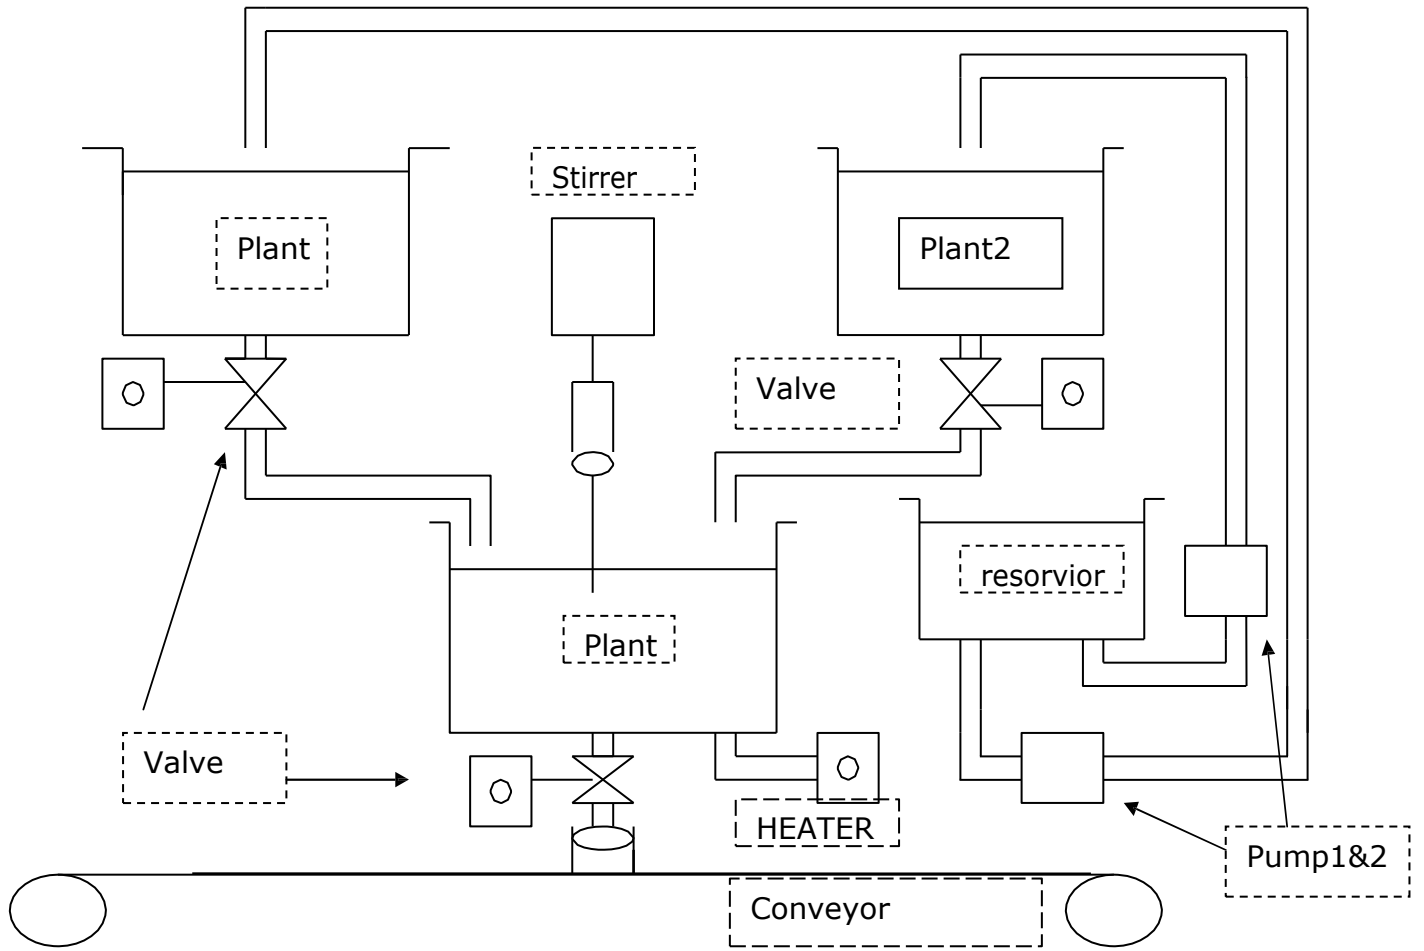 Stirrer
Plant
Plant2
Valve
resorvior
Plant
Valve
HEATER
Pump1&2
Conveyor